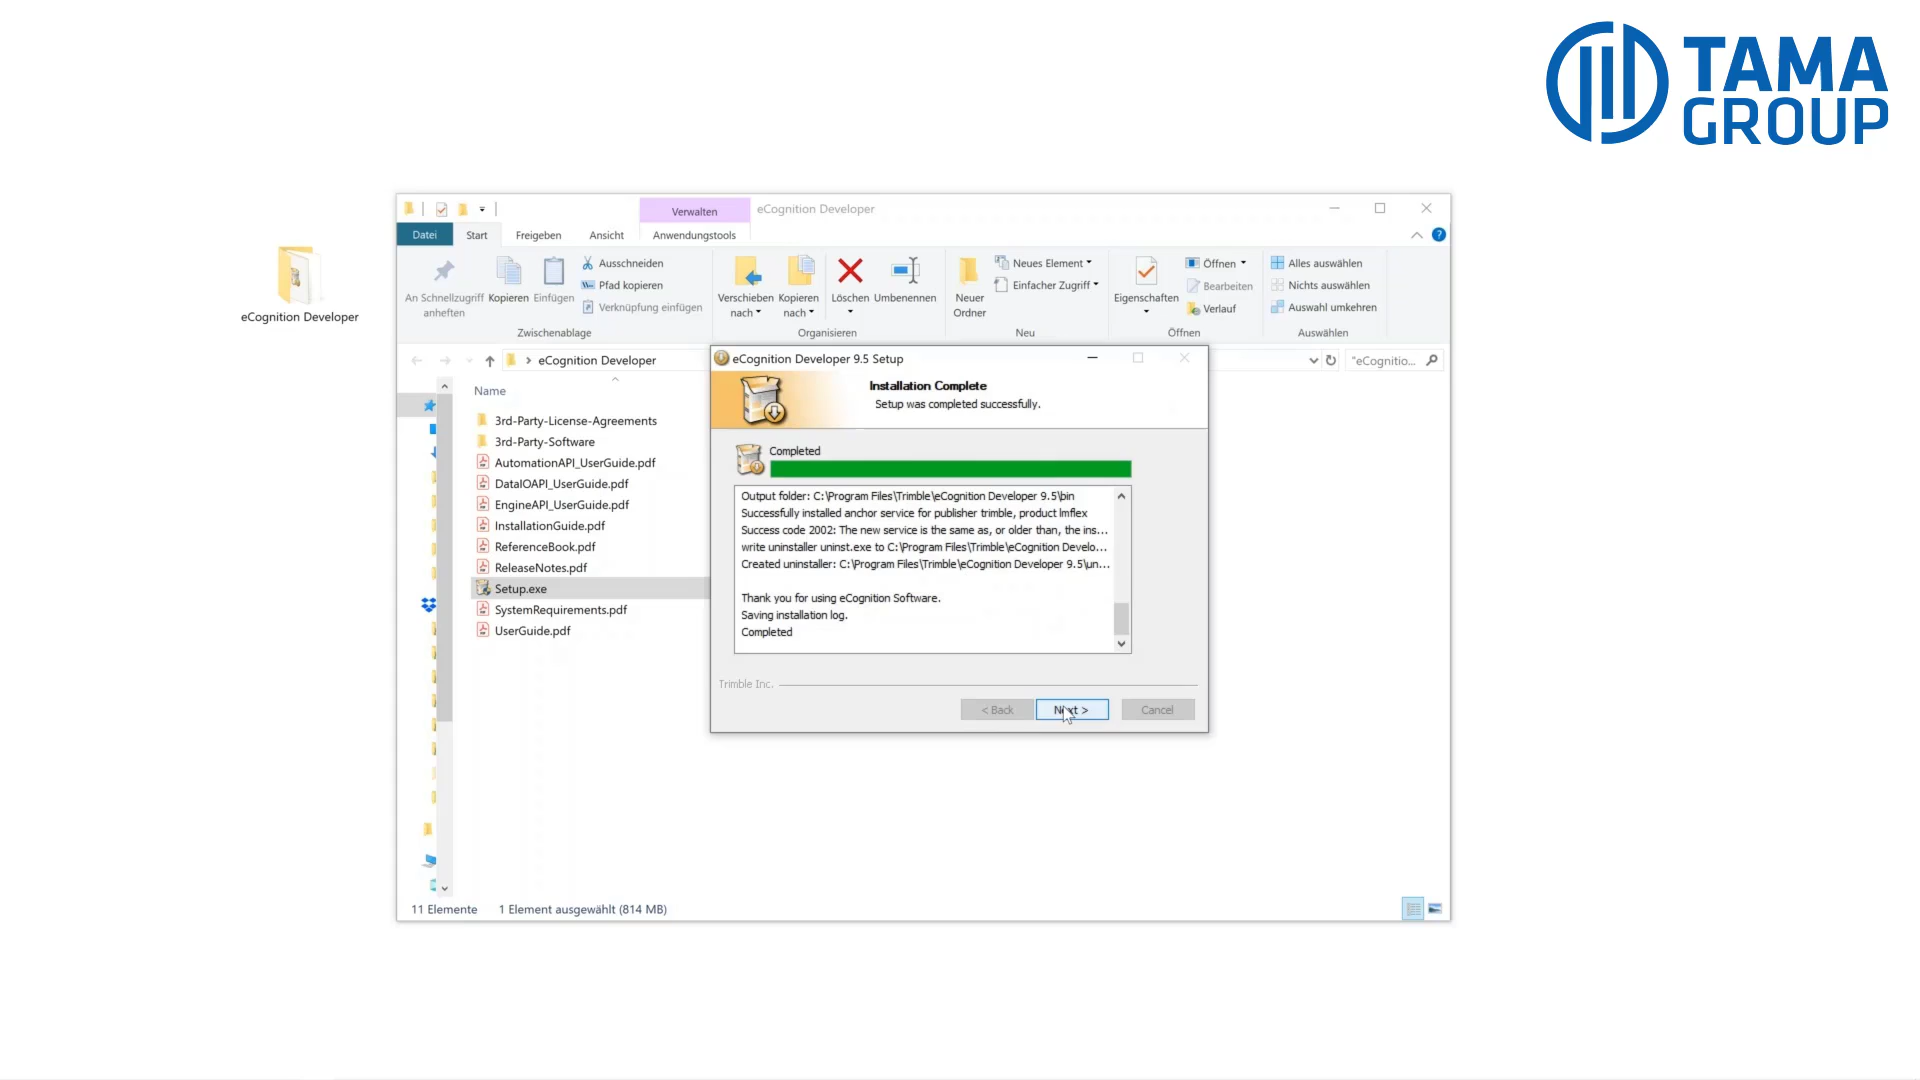 TAMA
GROUP
eCognition Developer
Verwalten
eCognition Developer
Datei
Start
Freigeben
Ansicht
Anwendungstools
?
An Schnellzugriff
anheften
Kopieren
Einfügen
Ausschneiden
Pfad kopieren
Verknüpfung einfügen
Zwischenablage
Verschieben
nach
Kopieren
nach
Löschen
Umbenennen
Organisieren
Neuer
Ordner
Neues Element
Einfacher Zugriff
Neu
Eigenschaften
Öffnen
Bearbeiten
Verlauf
Öffnen
Alles auswählen
Nichts auswählen
Auswahl umkehren
Auswählen
eCognition Developer
"eCognitio...
Name
3rd-Party-License-Agreements
3rd-Party-Software
AutomationAPI_UserGuide.pdf
DataIOAPI_UserGuide.pdf
EngineAPI_UserGuide.pdf
InstallationGuide.pdf
ReferenceBook.pdf
ReleaseNotes.pdf
Setup.exe
SystemRequirements.pdf
UserGuide.pdf
eCognition Developer 9.5 Setup
Installation Complete
Setup was completed successfully.
Completed
Output folder: C:\Program Files\Trimble\eCognition Developer 9.5\bin
Successfully installed anchor service for publisher trimble, product lmflex
Success code 2002: The new service is the same as, or older than, the ins...
write uninstaller uninst.exe to C:\Program Files\Trimble\eCognition Develo...
Created uninstaller: C:\Program Files\Trimble\eCognition Developer 9.5\un...
Thank you for using eCognition Software.
Saving installation log.
Completed
Trimble Inc.
< Back
Next >
Cancel
11 Elemente
1 Element ausgewählt (814 MB)